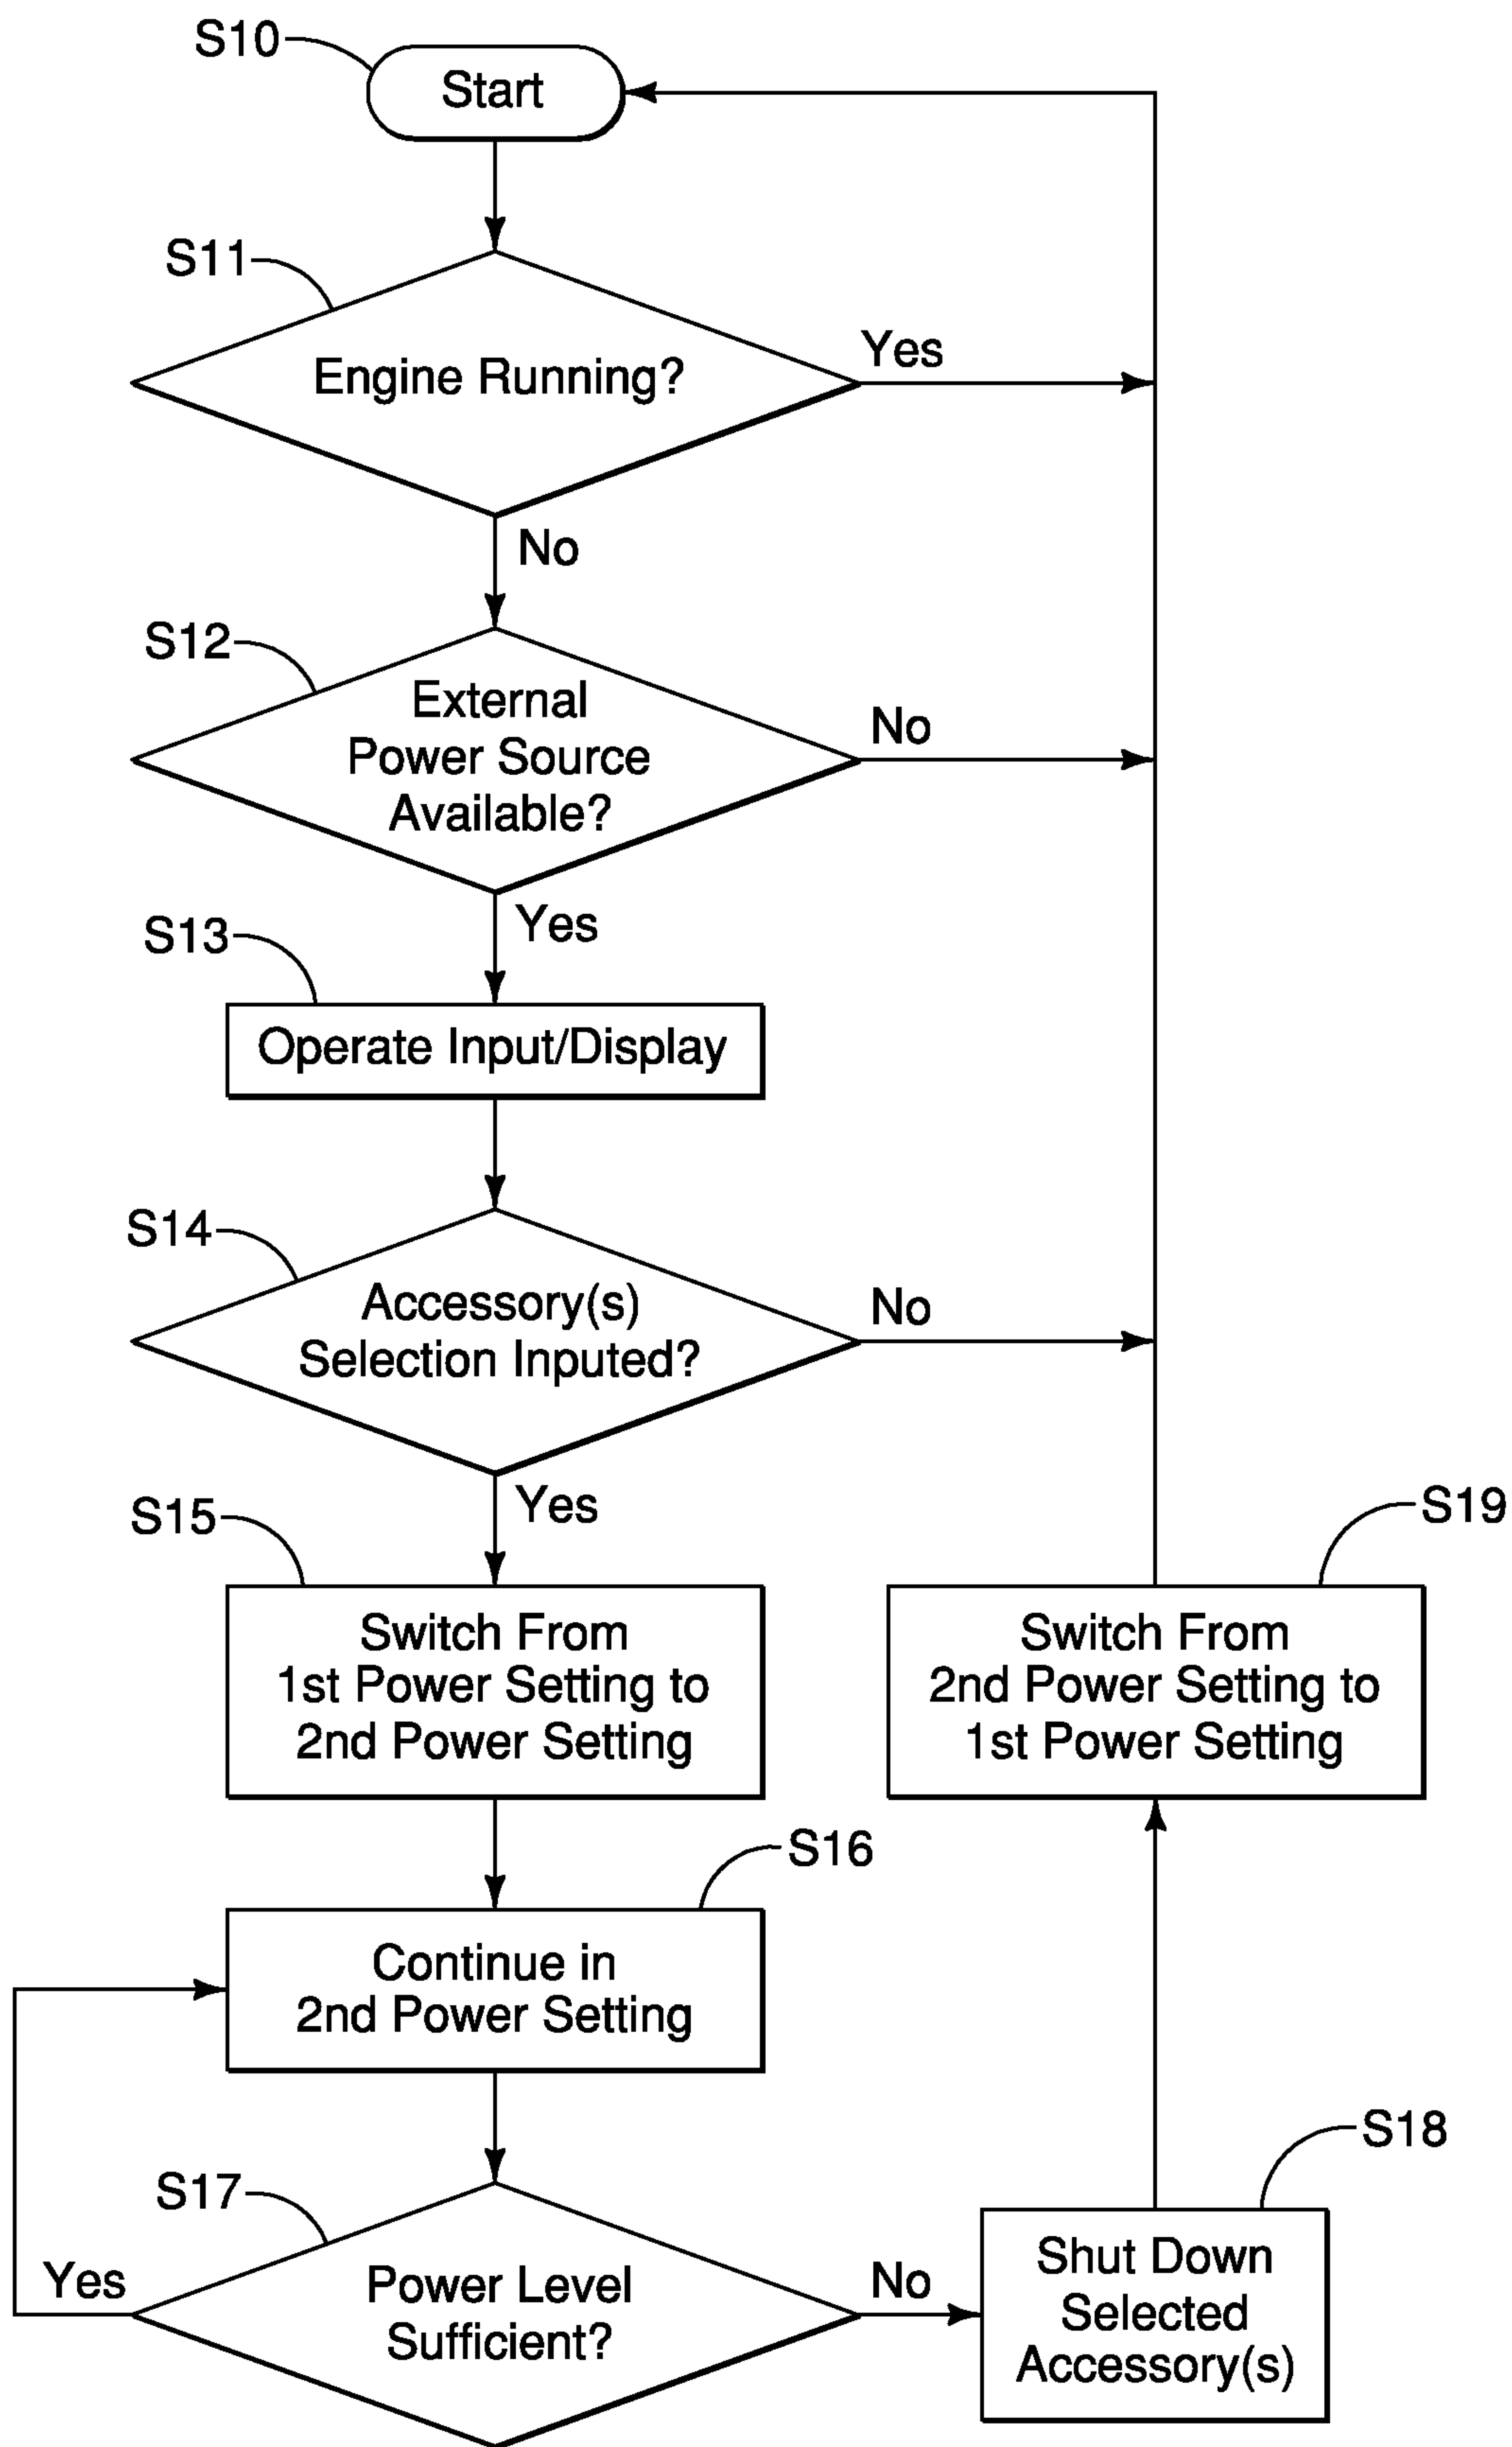 S10
Start
S11
Engine Running?
Yes
No
S12
External
Power Source
Available?
No
Yes
S13
Operate Input/Display
S14
Accessory(s)
Selection Inputed?
No
Yes
S15
Switch From
1st Power Setting to
2nd Power Setting
S19
Switch From
2nd Power Setting to
1st Power Setting
S16
Continue in
2nd Power Setting
S17
Power Level
Sufficient?
Yes
No
S18
Shut Down
Selected
Accessory(s)